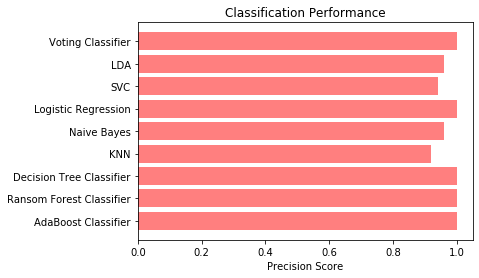 Classification Performance
Voting Classifier
LDA
SVC
Logistic Regression
Naive Bayes
KNN
Decision Tree Classifier
Ransom Forest Classifier
AdaBoost Classifier
0.0 0.2 0.4 0.6 0.8 1.0
Precision Score